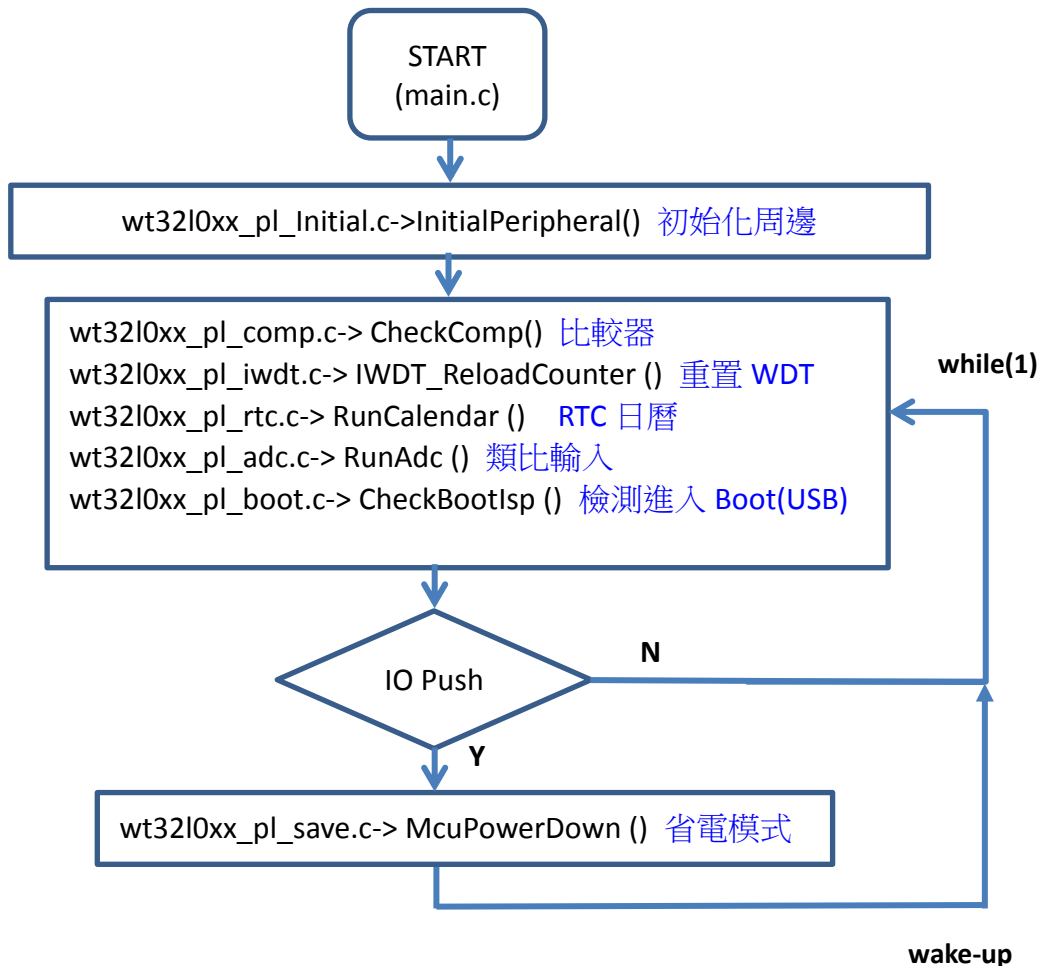 START
(main.c)
wt32l0xx_pl_Initial.c->InitialPeripheral() 初始化周邊
wt32l0xx_pl_comp.c-> CheckComp() 比較器
wt32l0xx_pl_iwdt.c-> IWDT_ReloadCounter () 重置 WDT
wt32l0xx_pl_rtc.c-> RunCalendar () RTC 日曆
wt32l0xx_pl_adc.c-> RunAdc () 類比輸入
wt32l0xx_pl_boot.c-> CheckBootIsp () 檢測進入 Boot(USB)
while(1)
IO Push
N
Y
wt32l0xx_pl_save.c-> McuPowerDown () 省電模式
wake-up